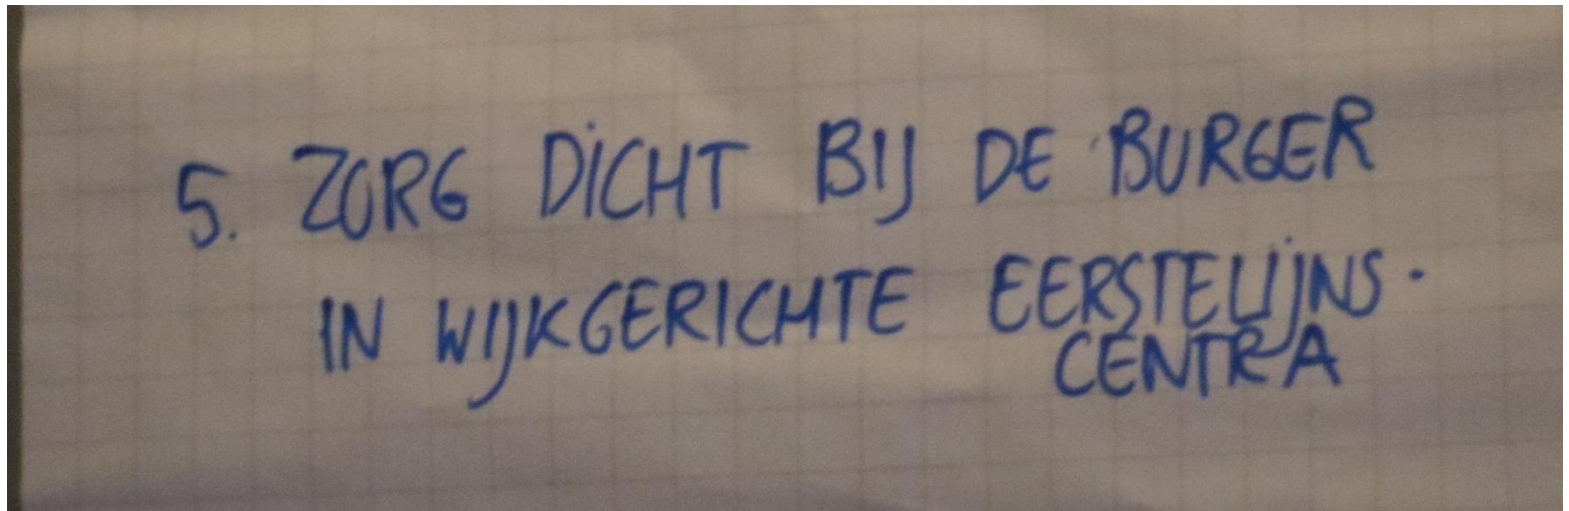 5. ZORG DICHT BIJ DE BURGER
IN WIJKGERICHTE EERSTELIJNS-
CENTRA